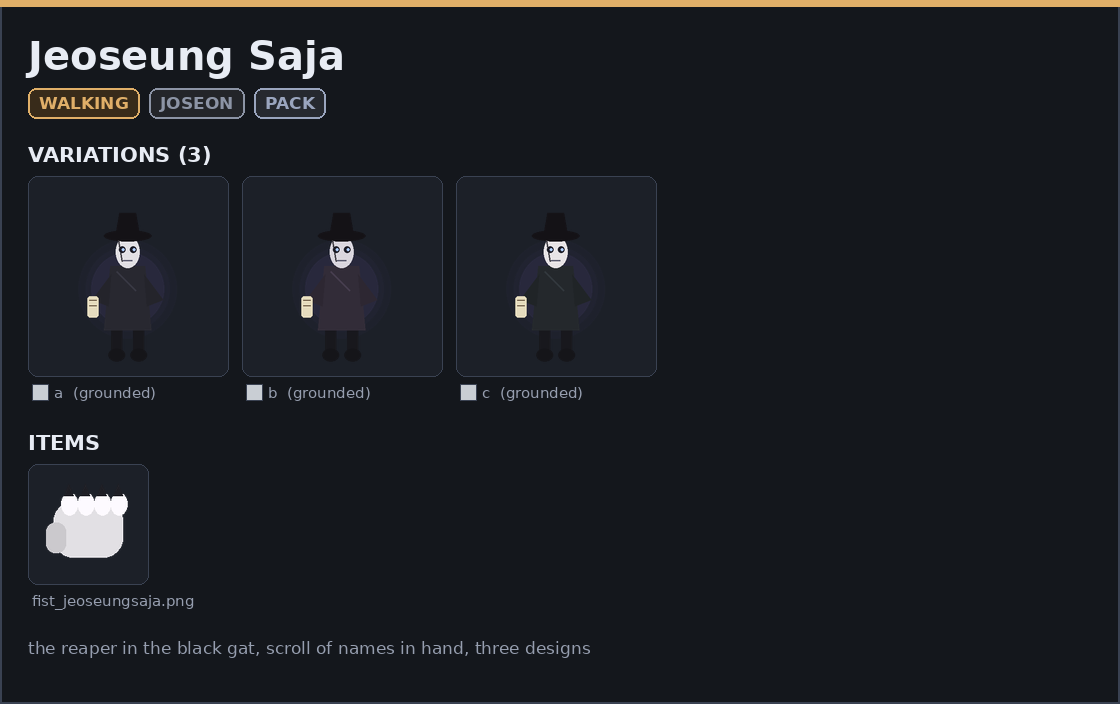 Jeoseung Saja
WALKING JOSEON PACK
VARIATIONS (3)
a (grounded) b (grounded) c (grounded)
ITEMS
fist_jeoseungsaja.png
the reaper in the black gat, scroll of names in hand, three designs